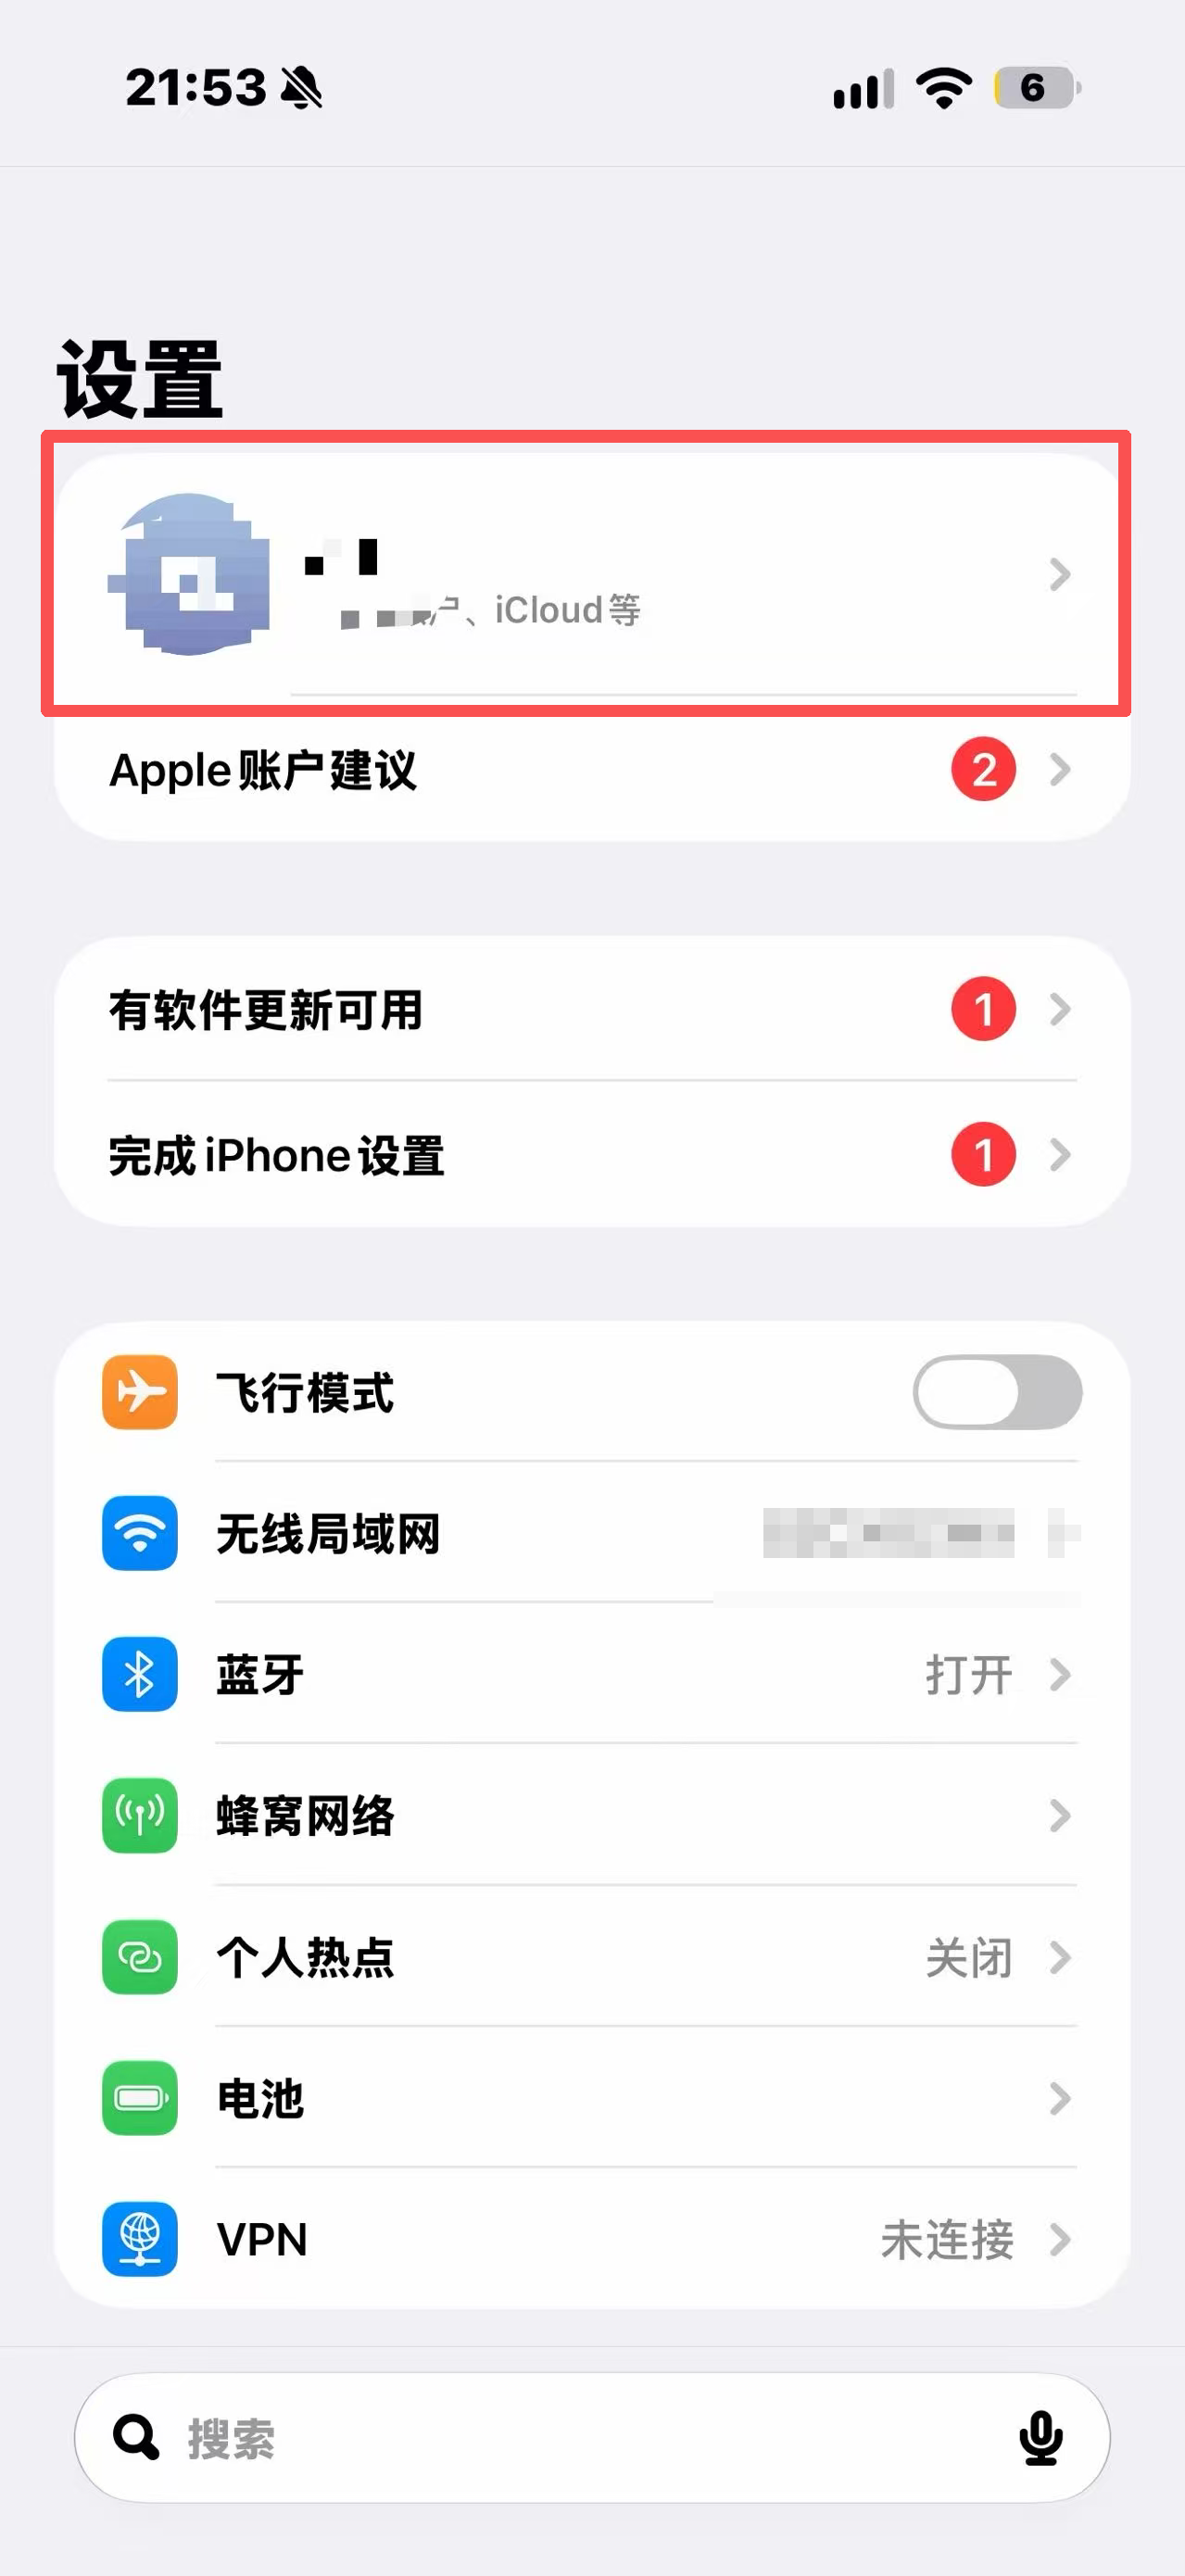 21:53
6
设置
、iCloud等
Apple账户建议
2
有软件更新可用
1
完成iPhone设置
1
飞行模式
无线局域网
蓝牙
打开
蜂窝网络
个人热点
关闭
电池
VPN
未连接
搜索